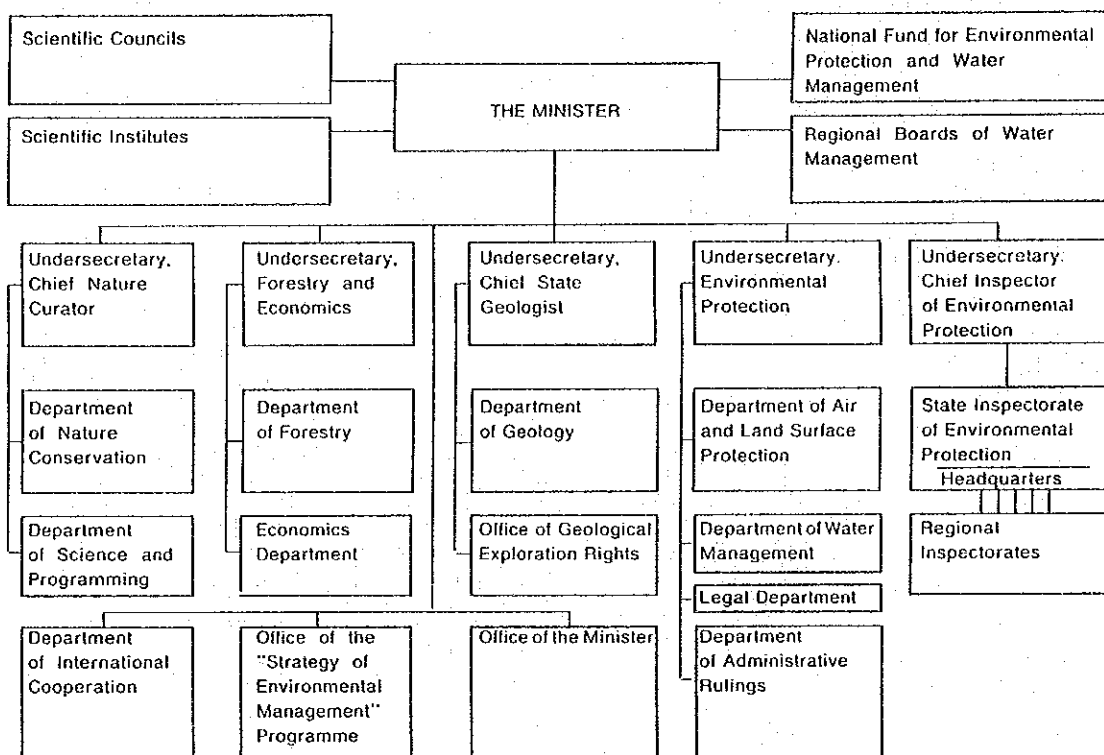 Scientific Councils
National Fund for Environmental
Protection and Water
Management
THE MINISTER
Scientific Institutes
Regional Boards of Water
Management
Undersecretary,
Chief Nature
Curator
Undersecretary,
Forestry and
Economics
Undersecretary,
Chief State
Geologist
Undersecretary.
Environmental
Protection
Undersecretary.
Chief Inspector
of Environmental
Protection
Department
of Nature
Conservation
Department
of Forestry
Department
of Geology
Department of Air
and Land Surface
Protection
State Inspectorate
of Environmental
Protection
Headquarters
Department
of Science and
Programming
Economics
Department
Office of Geological
Exploration Rights
Department of Water
Management
Regional
Inspectorates
Legal Department
Department
of International
Cooperation
Office of the
"Strategy of
Environmental
Management"
Programme
Office of the Minister
Department
of Administrative
Rulings